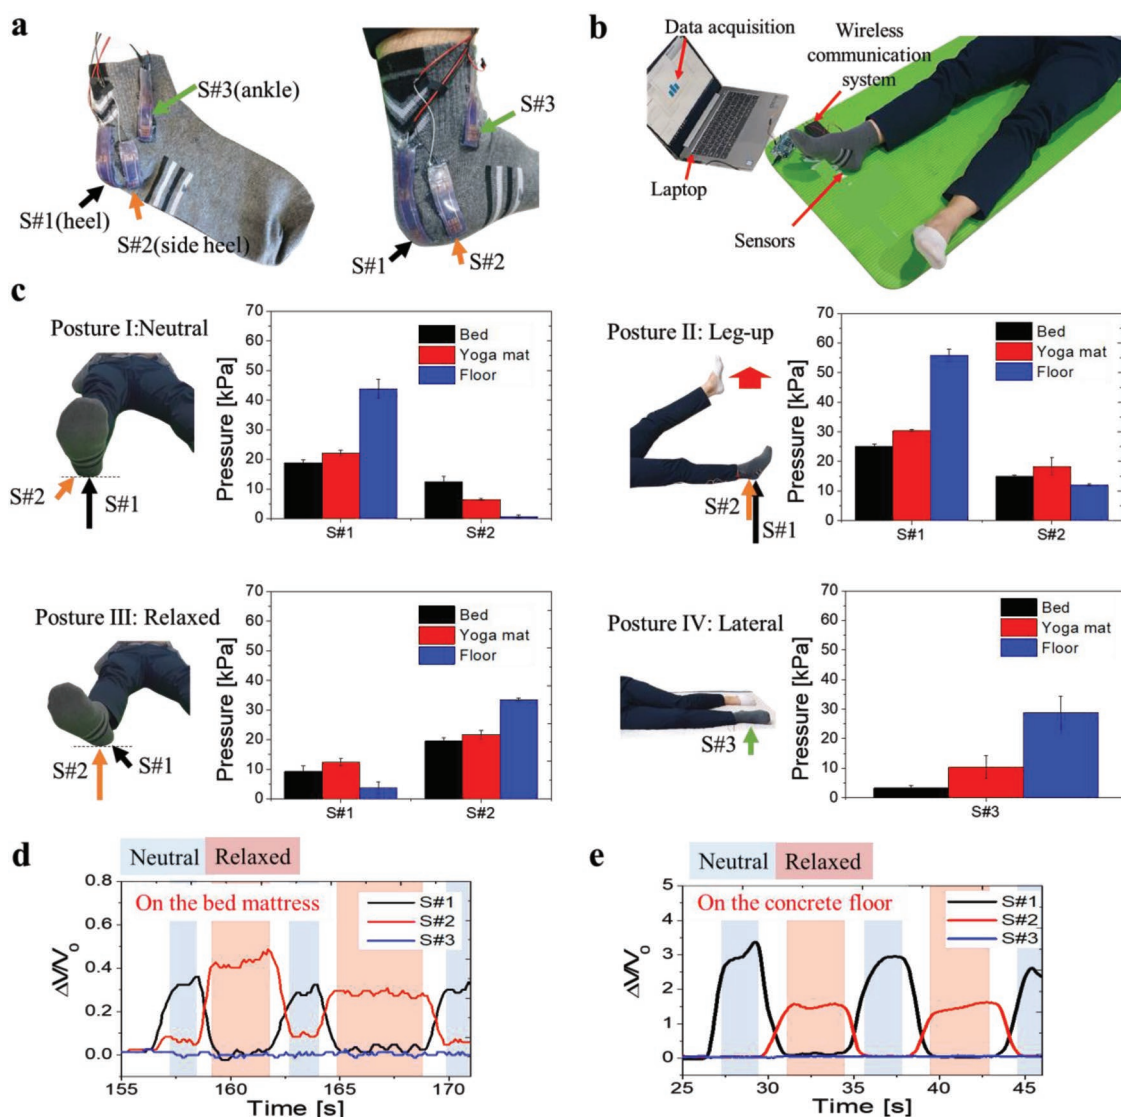 a
S#3(ankle)
S#1(heel)
S#2(side heel)
S#3
S#1
S#2
b
Data acquisition
Wireless
communication
system
Laptop
Sensors
c
Posture I:Neutral
S#2
S#1
Pressure [kPa]
70
60
50
40
30
20
10
0
Bed
Yoga mat
Floor
S#1
S#2
Posture II: Leg-up
S#2
S#1
Pressure [kPa]
70
60
50
40
30
20
10
0
Bed
Yoga mat
Floor
S#1
S#2
Posture III: Relaxed
S#2
S#1
Pressure [kPa]
70
60
50
40
30
20
10
0
Bed
Yoga mat
Floor
S#1
S#2
Posture IV: Lateral
S#3
Pressure [kPa]
70
60
50
40
30
20
10
0
Bed
Yoga mat
Floor
S#3
d
Neutral
Relaxed
On the bed mattress
S#1
S#2
S#3
ΔV/V0
0.8
0.6
0.4
0.2
0.0
155
160
165
170
Time [s]
e
Neutral
Relaxed
On the concrete floor
S#1
S#2
S#3
ΔV/V0
5
4
3
2
1
0
25
30
35
40
45
Time [s]